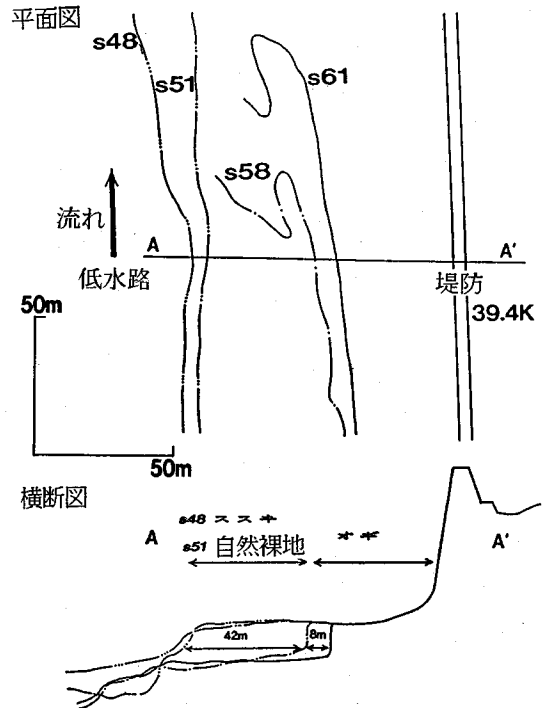 平面図
s48
s51
s61
s58
流れ
A A'
低水路
堤防
50m
39.4K
50m
横断図
A s48 ススキ オギ A'
s51 自然裸地
42m 8m